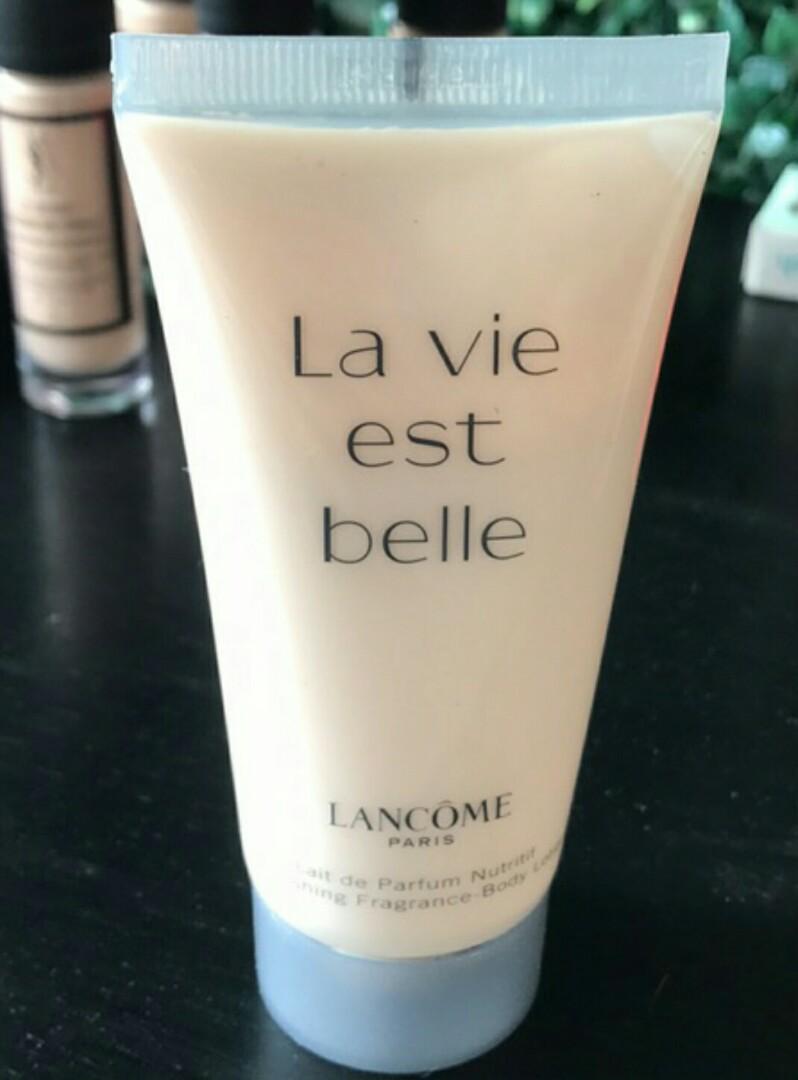 La vie
est
belle
LANCÔME
PARIS
Lait de Parfum Nutritif
Fragrance-Body